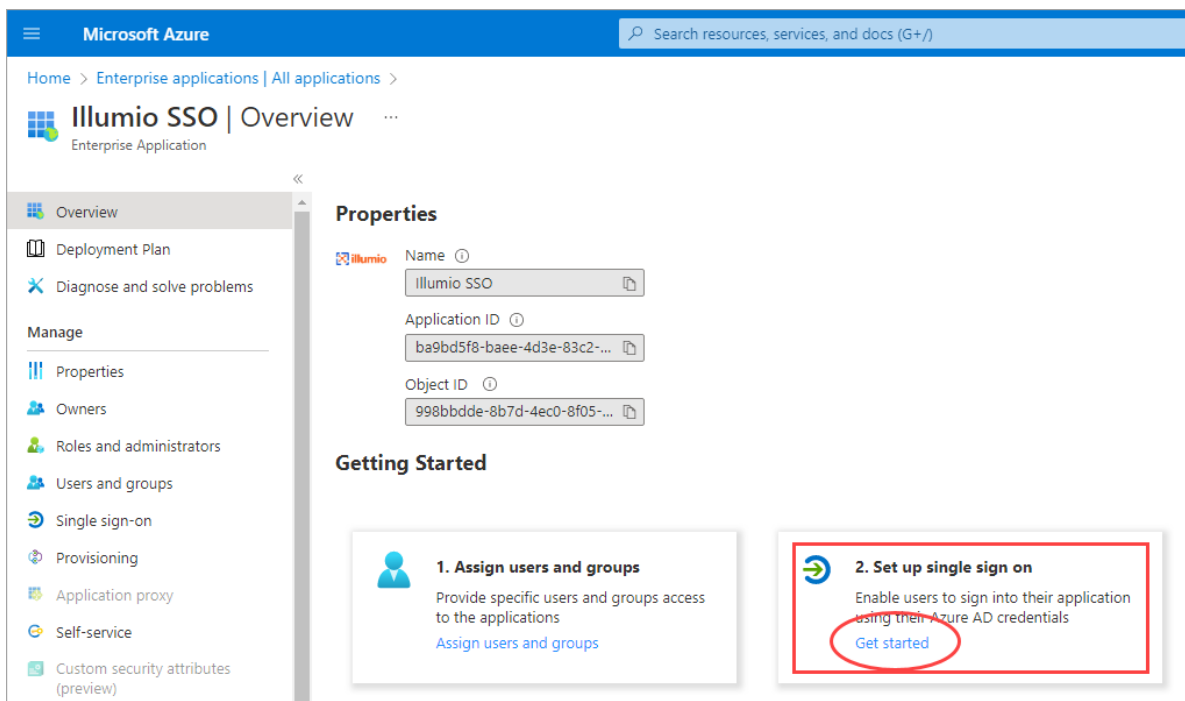 Microsoft Azure
Search resources, services, and docs (G+/)
Home > Enterprise applications | All applications >
Illumio SSO | Overview ...
Enterprise Application
«
Overview
Deployment Plan
Diagnose and solve problems
Manage
Properties
Owners
Roles and administrators
Users and groups
Single sign-on
Provisioning
Application proxy
Self-service
Custom security attributes
(preview)
Properties
illumio
Name
Illumio SSO
Application ID
ba9bd5f8-baee-4d3e-83c2-...
Object ID
998bbdde-8b7d-4ec0-8f05-...
Getting Started
1. Assign users and groups
Provide specific users and groups access
to the applications
Assign users and groups
2. Set up single sign on
Enable users to sign into their application
using their Azure AD credentials
Get started